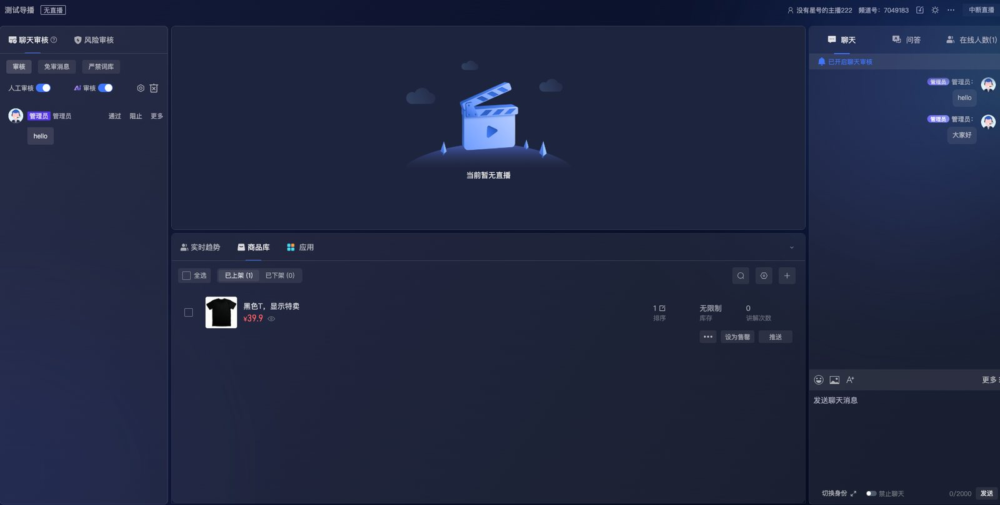 测试导播 无直播
没有星号的主播222 频道号：7049183 中断直播
聊天审核 风险审核
审核 免审消息 严禁词库
人工审核 Ai 审核
管理员 管理员 通过 阻止 更多
hello
当前暂无直播
实时趋势 商品库 应用
全选 已上架 (1) 已下架 (0)
黑色T，显示特卖
¥39.9
1 无限制 0
排序 库存 讲解次数
设为售罄 推送
聊天 问答 在线人数(1)
已开启聊天审核
管理员 管理员：
hello
管理员 管理员：
大家好
更多
发送聊天消息
切换身份 禁止聊天 0/2000 发送